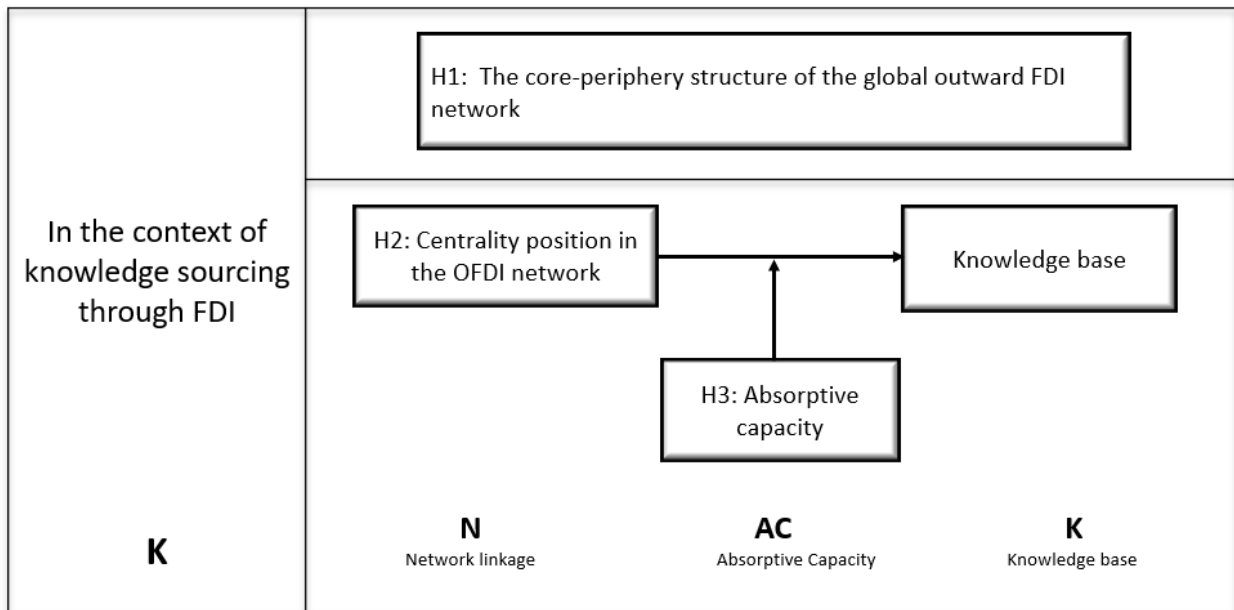 H1:  The core-periphery structure of the global outward FDI
network
In the context of
knowledge sourcing
through FDI
H2: Centrality position in
the OFDI network
Knowledge base
H3: Absorptive
capacity
K
N
Network linkage
AC
Absorptive Capacity
K
Knowledge base